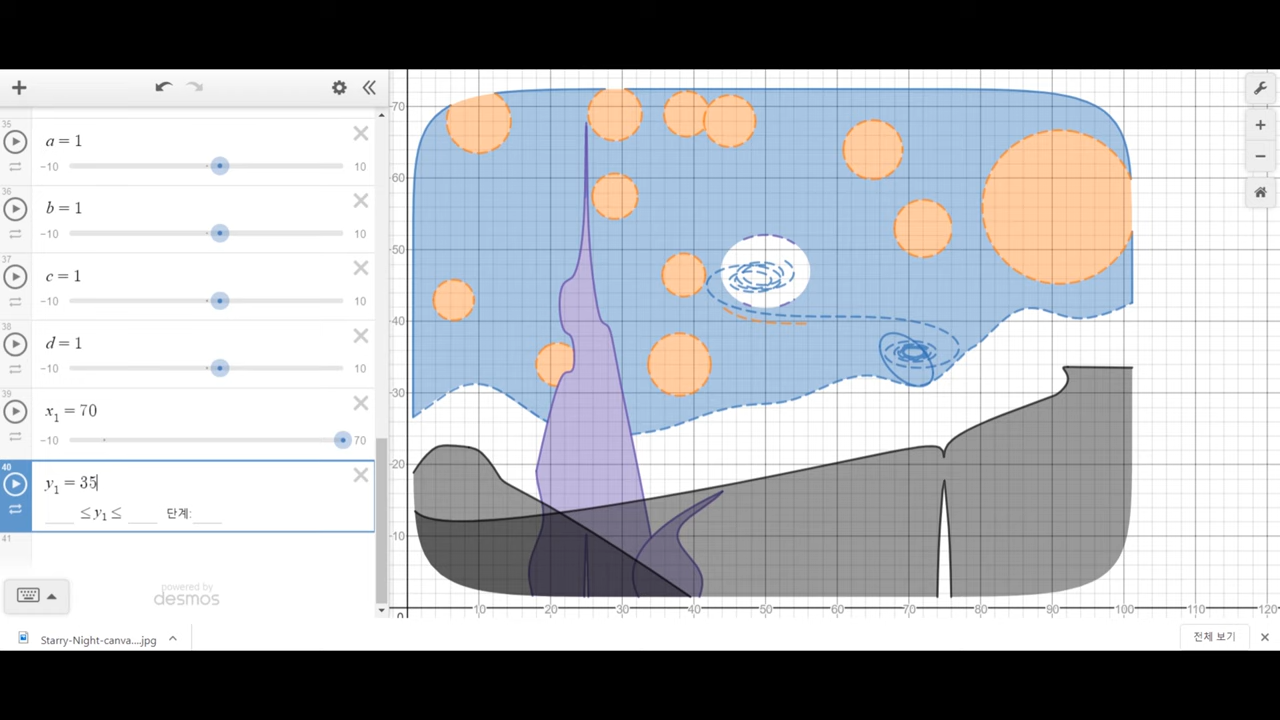 35
a = 1
-10
10
36
b = 1
-10
10
37
c = 1
-10
10
38
d = 1
-10
10
39
x₁ = 70
-10
70
40
y₁ = 35
≤ y₁ ≤ 단계:
41
powered by
desmos
70
60
50
40
30
20
10
0
10 20 30 40 50 60 70 80 90 100 110 120
Starry-Night-canva....jpg
전체 보기